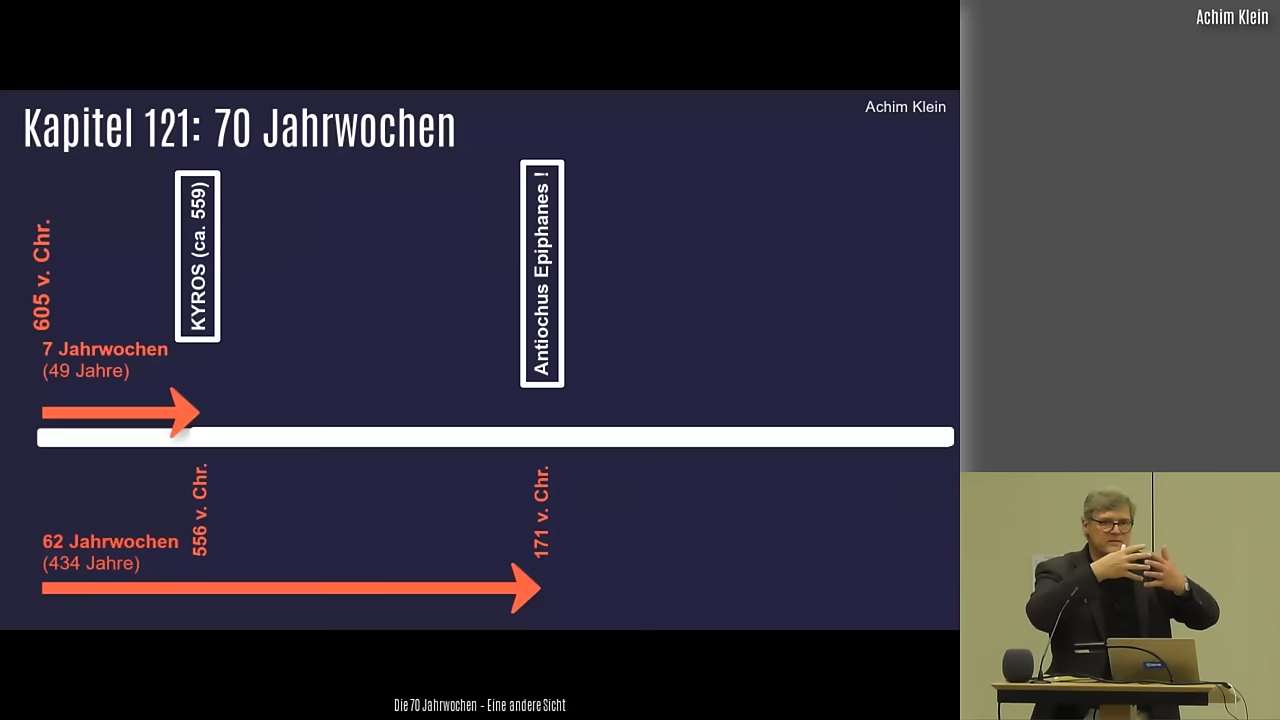 Achim Klein
Kapitel 121: 70 Jahrwochen
Achim Klein
605 v. Chr.
KYROS (ca. 559)
Antiochus Epiphanes !
7 Jahrwochen
(49 Jahre)
556 v. Chr.
171 v. Chr.
62 Jahrwochen
(434 Jahre)
Die 70 Jahrwochen – Eine andere Sicht